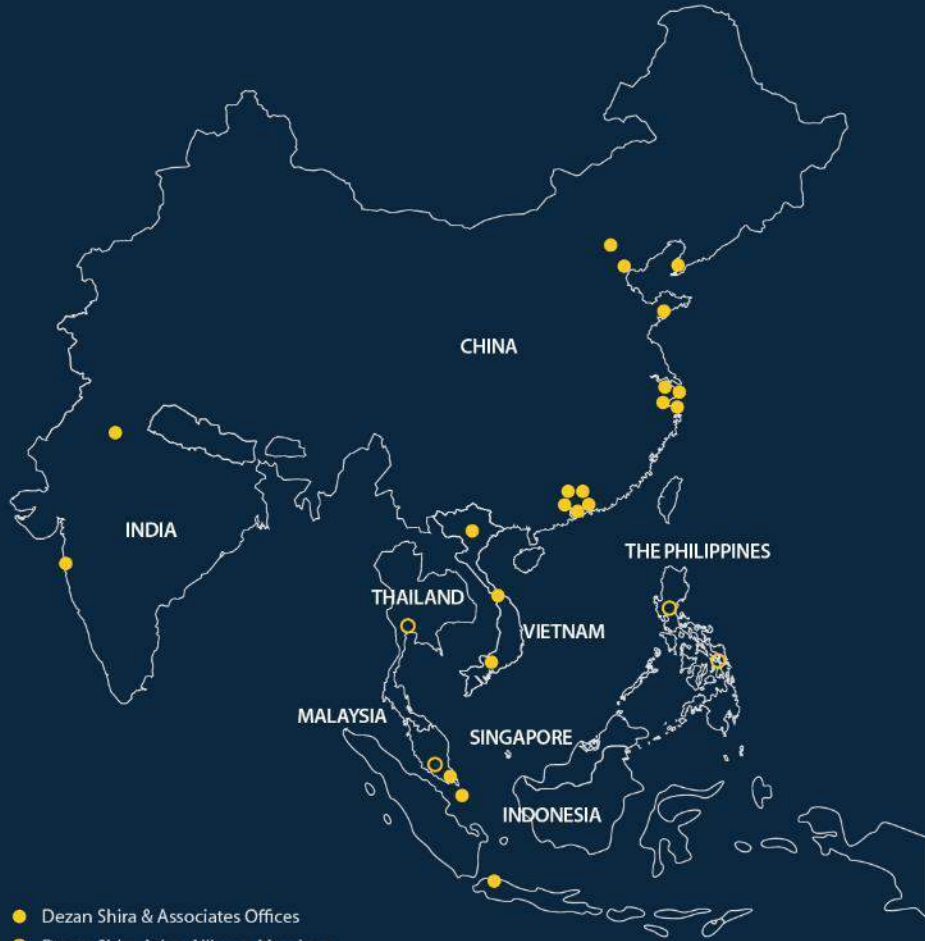 CHINA
INDIA
THE PHILIPPINES
THAILAND
VIETNAM
MALAYSIA
SINGAPORE
INDONESIA
Dezan Shira & Associates Offices